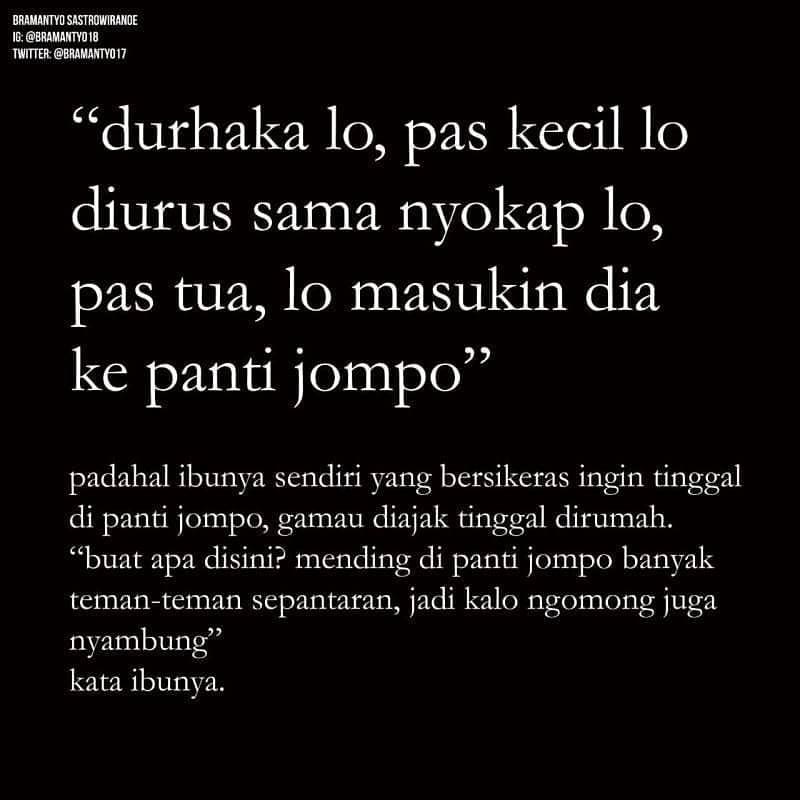 BRAMANTYO SASTROWIRANOE
IG: @BRAMANTYO18
TWITTER: @BRAMANTYO17
“durhaka lo, pas kecil lo
diurus sama nyokap lo,
pas tua, lo masukin dia
ke panti jompo”
padahal ibunya sendiri yang bersikeras ingin tinggal
di panti jompo, gamau diajak tinggal dirumah.
“buat apa disini? mending di panti jompo banyak
teman-teman sepantaran, jadi kalo ngomong juga
nyambung”
kata ibunya.